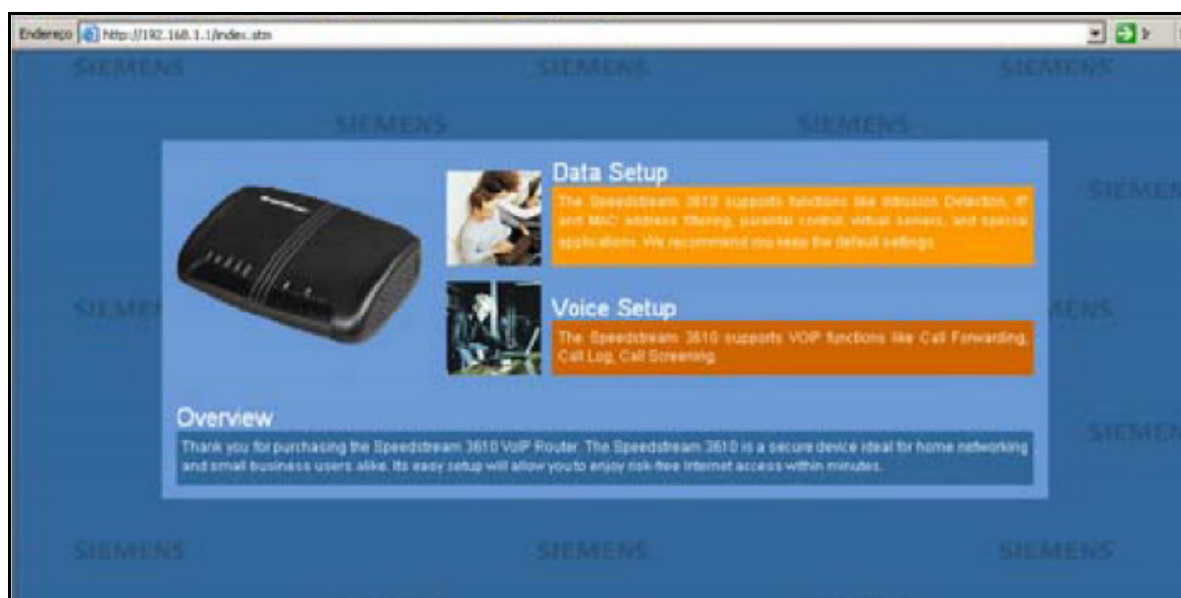 Endereço http://192.168.1.1/index.stm Ir
SIEMENS SIEMENS SIEMENS
SIEMENS SIEMENS
Data Setup
The Speedstream 3610 supports functions like Intrusion Detection, IP
and MAC address filtering, parental control, virtual servers, and special
applications. We recommend you keep the default settings.
SIEMEN
Voice Setup
The Speedstream 3610 supports VOIP functions like Call Forwarding,
Call Log, Call Screening.
SIEME
MENS
Overview
Thank you for purchasing the Speedstream 3610 VoIP Router. The Speedstream 3610 is a secure device ideal for home networking
and small business users alike. Its easy setup will allow you to enjoy risk-free Internet access within minutes.
SIEMEN
SIEMENS SIEMENS SIEMENS